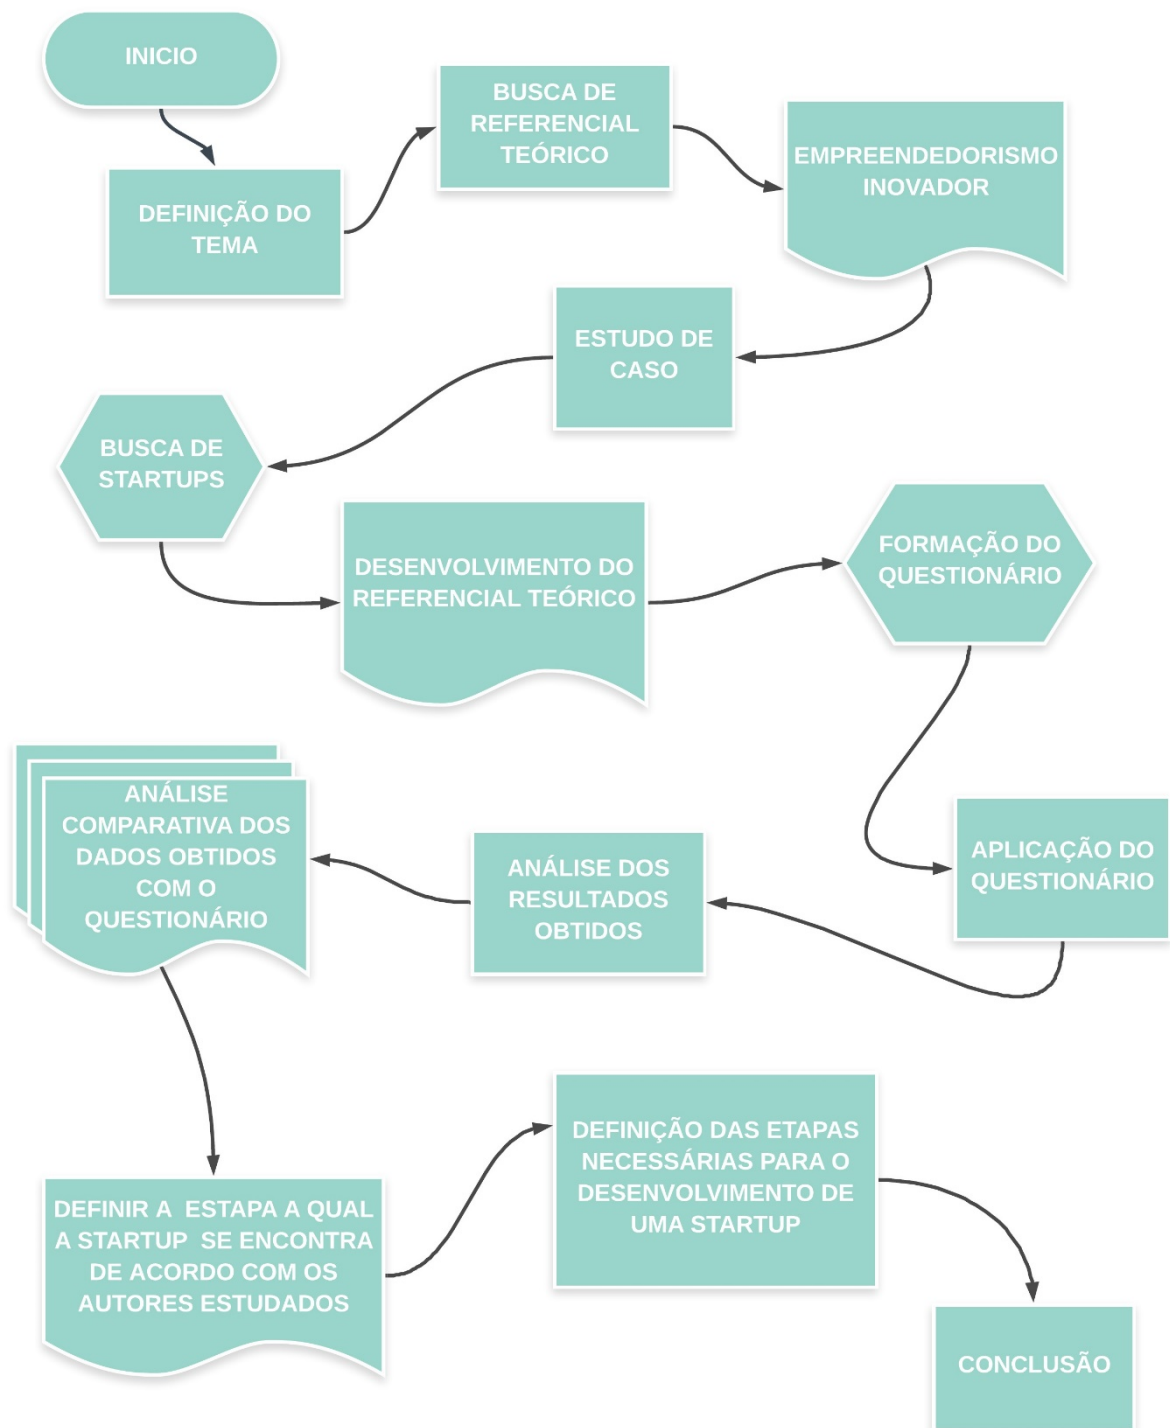 INICIO
DEFINIÇÃO DO
TEMA
BUSCA DE
REFERENCIAL
TEÓRICO
EMPREENDEDORISMO
INOVADOR
ESTUDO DE
CASO
BUSCA DE
STARTUPS
DESENVOLVIMENTO DO
REFERENCIAL TEÓRICO
FORMAÇÃO DO
QUESTIONÁRIO
APLICAÇÃO DO
QUESTIONÁRIO
ANÁLISE DOS
RESULTADOS
OBTIDOS
ANÁLISE
COMPARATIVA DOS
DADOS OBTIDOS
COM O
QUESTIONÁRIO
DEFINIR A ESTAPA A QUAL
A STARTUP SE ENCONTRA
DE ACORDO COM OS
AUTORES ESTUDADOS
DEFINIÇÃO DAS ETAPAS
NECESSÁRIAS PARA O
DESENVOLVIMENTO DE
UMA STARTUP
CONCLUSÃO